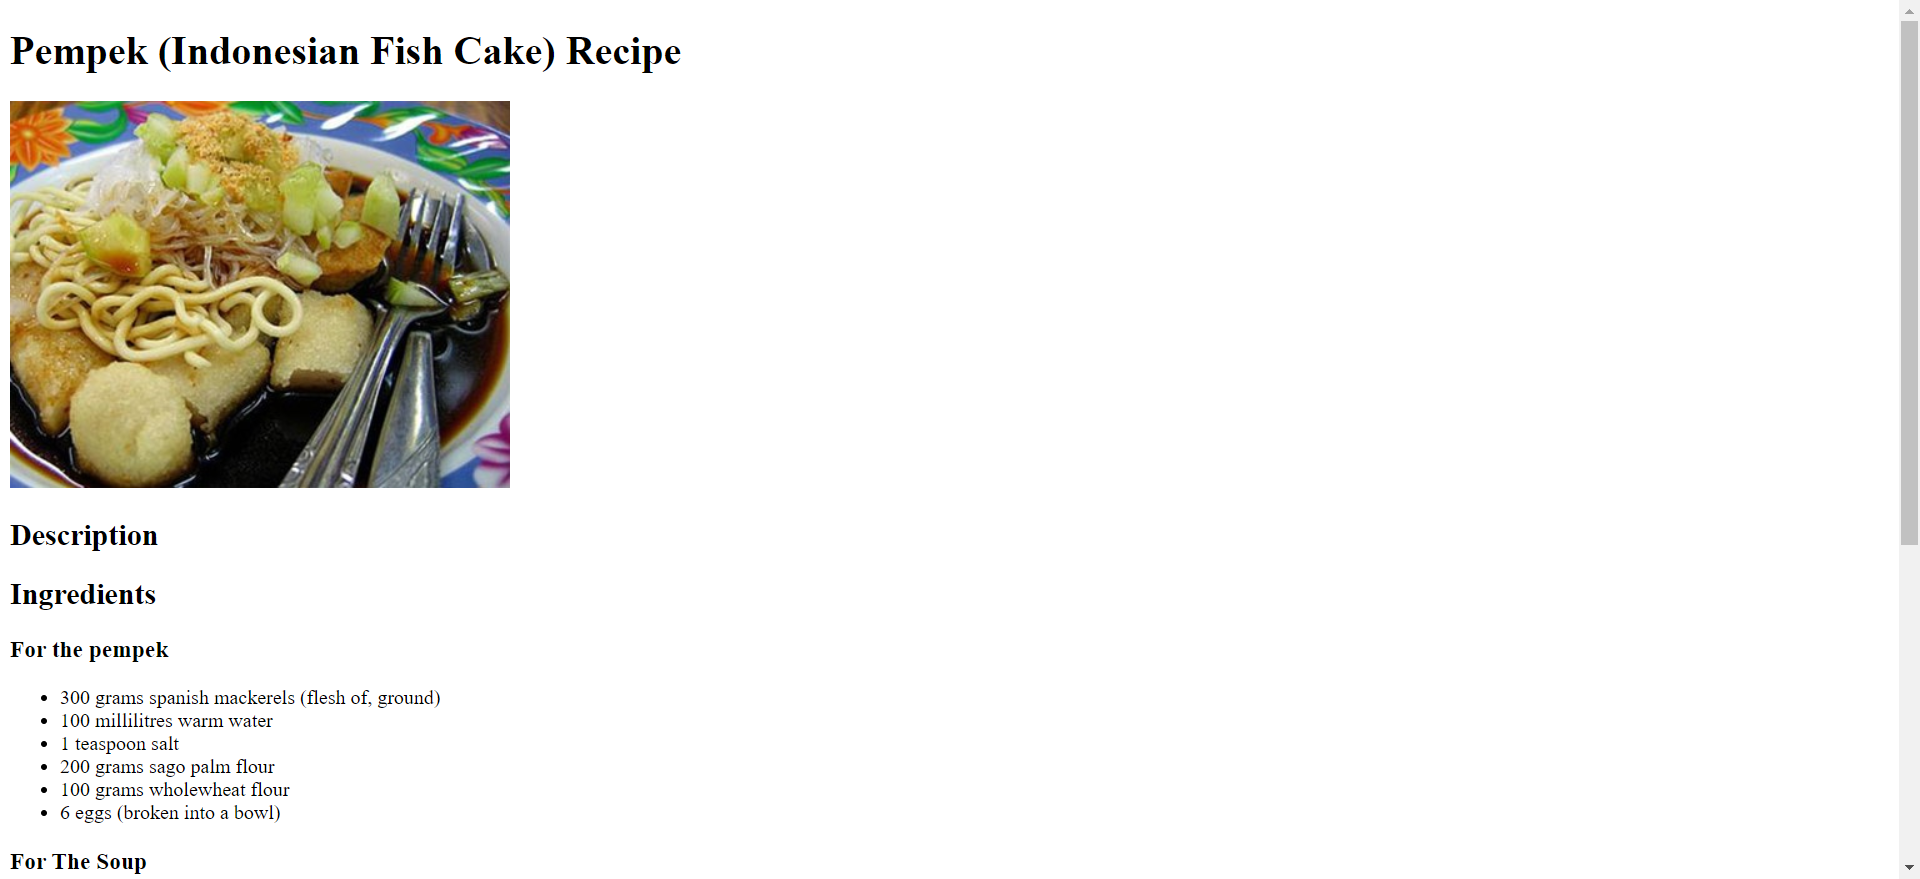 Pempek (Indonesian Fish Cake) Recipe
Description
Ingredients
For the pempek
300 grams spanish mackerels (flesh of, ground)
100 millilitres warm water
1 teaspoon salt
200 grams sago palm flour
100 grams wholewheat flour
6 eggs (broken into a bowl)
For The Soup